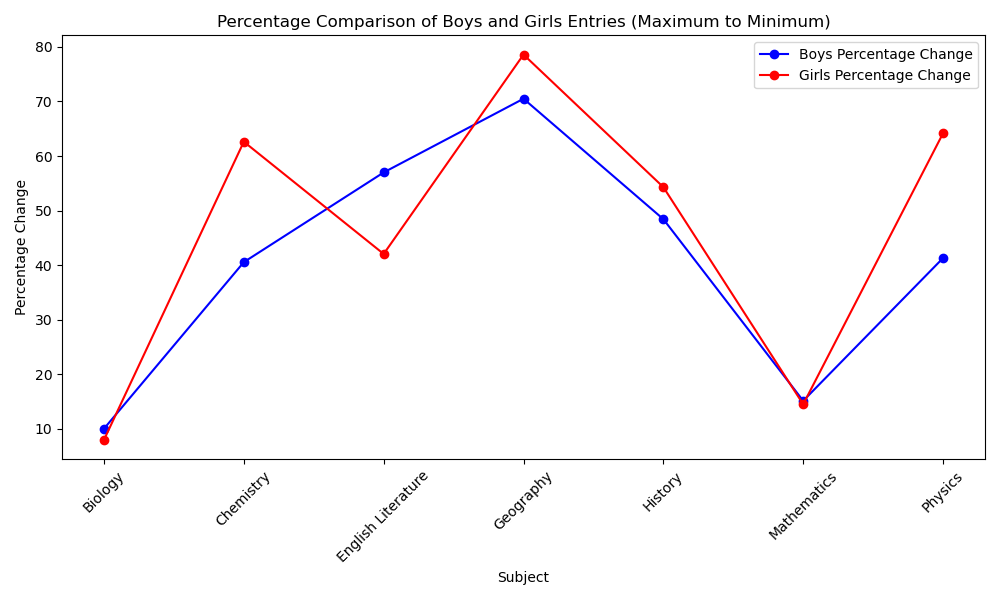 Percentage Comparison of Boys and Girls Entries (Maximum to Minimum)
Boys Percentage Change
Girls Percentage Change
Percentage Change
80
70
60
50
40
30
20
10
Biology
Chemistry
English Literature
Geography
History
Mathematics
Physics
Subject